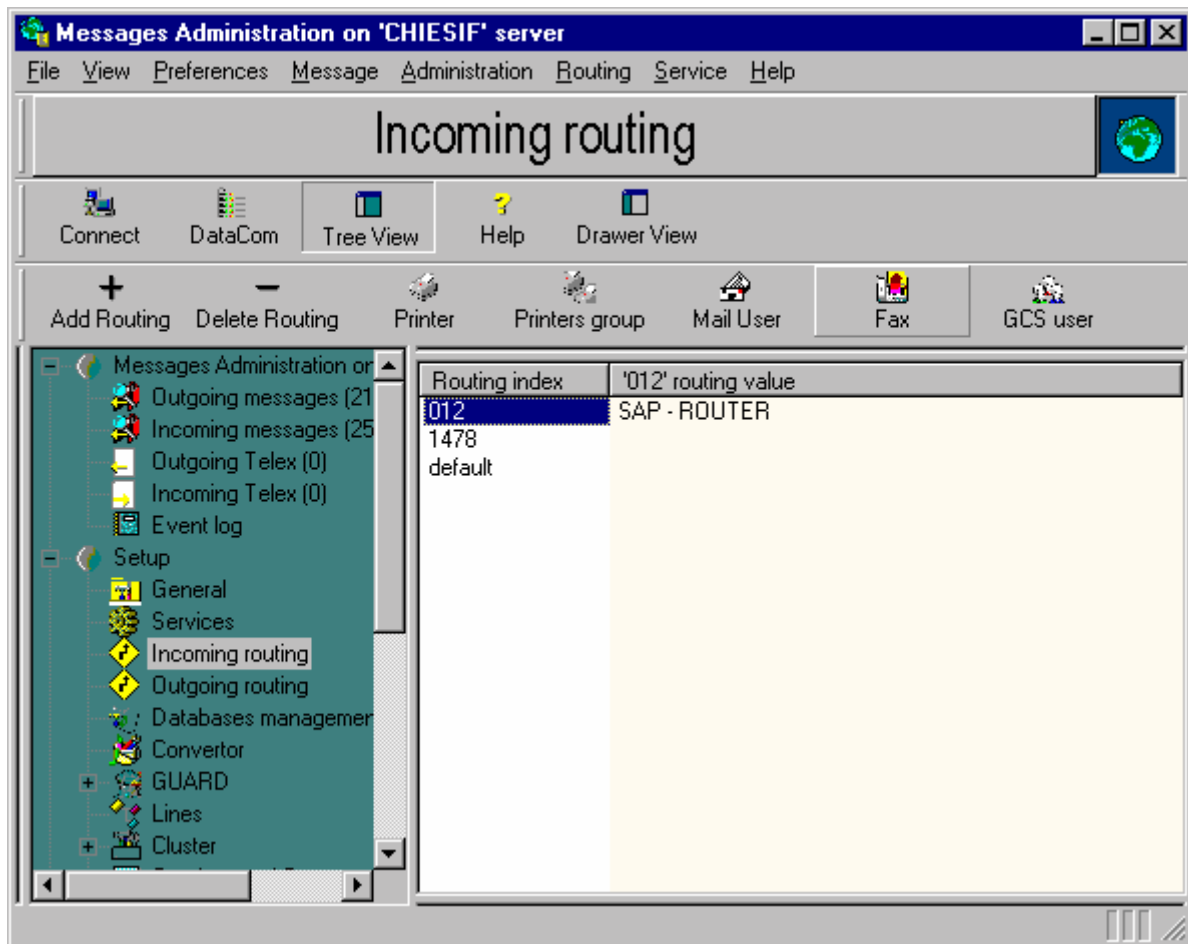 Messages Administration on 'CHIESIF' server
File View Preferences Message Administration Routing Service Help
Incoming routing
Connect DataCom Tree View Help Drawer View
Add Routing Delete Routing Printer Printers group Mail User Fax GCS user
Messages Administration or
Outgoing messages (21
Incoming messages (25
Outgoing Telex (0)
Incoming Telex (0)
Event log
Setup
General
Services
Incoming routing
Outgoing routing
Databases managemen
Convertor
GUARD
Lines
Cluster
Routing index '012' routing value
012 SAP - ROUTER
1478
default